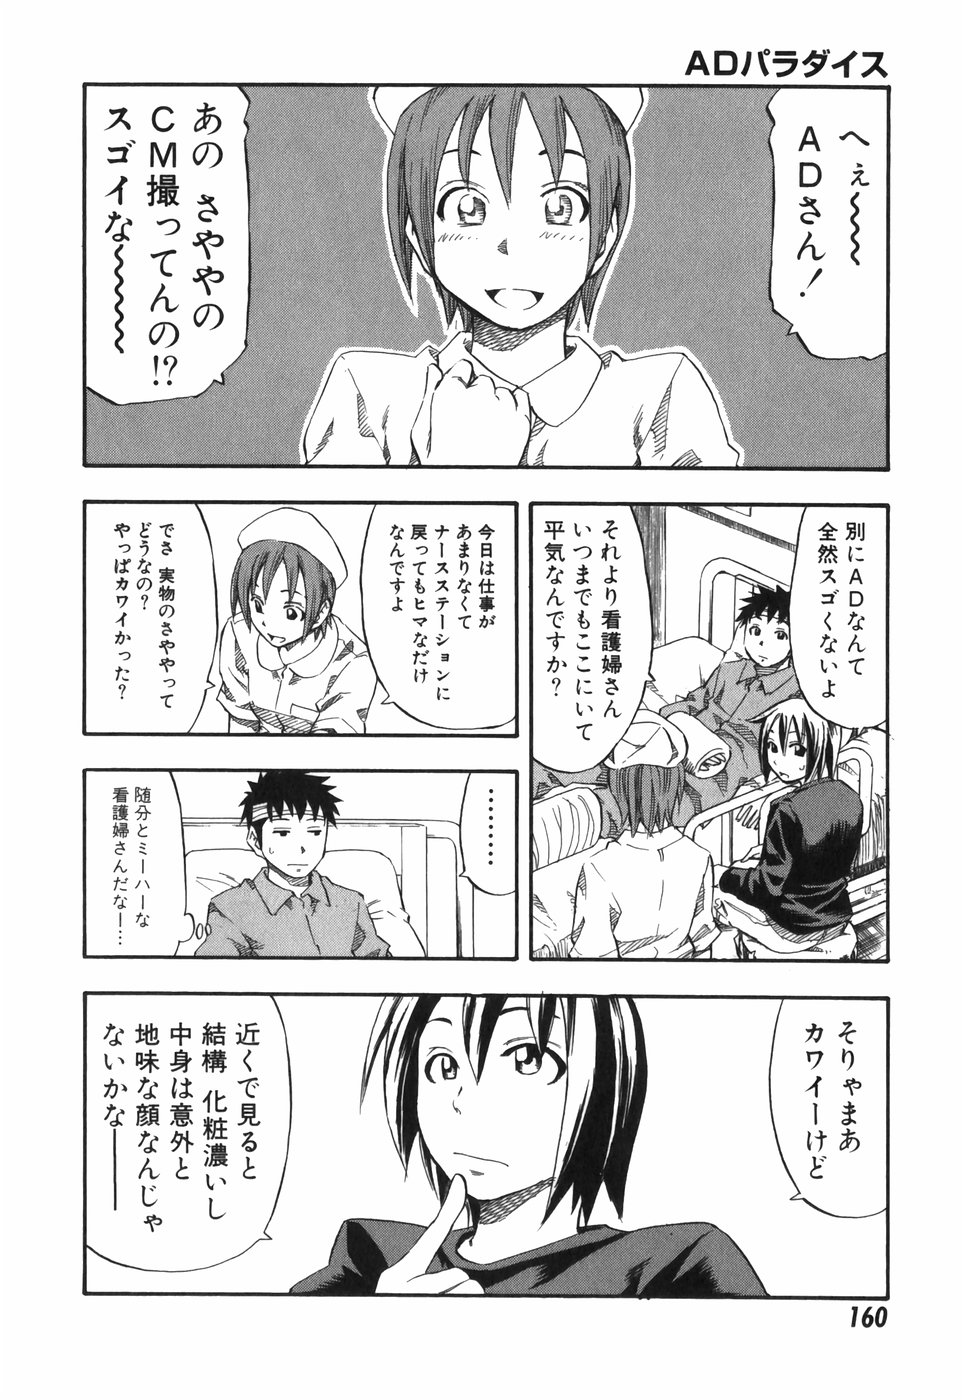 ADパラダイス
へぇ〜〜〜
ADさん！
あの さややの
CM撮ってんの!?
スゴイな〜〜〜〜
別にADなんて
全然スゴくないよ
それより看護婦さん
いつまでもここにいて
平気なんですか？
今日は仕事が
あまりなくて
ナースステーションに
戻ってもヒマなだけ
なんですよ
でさ 実物のさややって
どうなの？
やっぱカワイかった？
………
随分とミーハーな
看護婦さんだなー…
そりゃまあ
カワイーけど
近くで見ると
結構 化粧濃いし
中身は意外と
地味な顔なんじゃ
ないかなーー
160